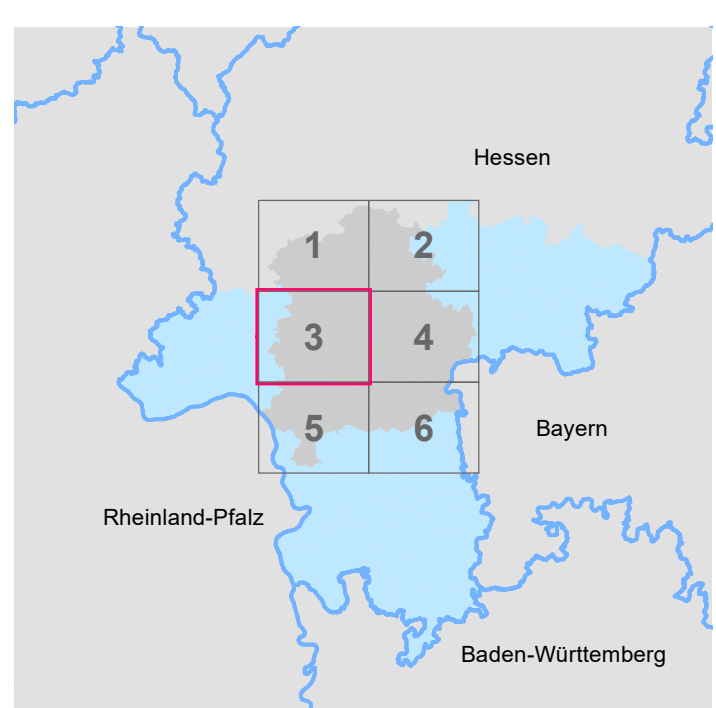 Hessen
1 2
3 4
Bayern
5 6
Rheinland-Pfalz
Baden-Württemberg